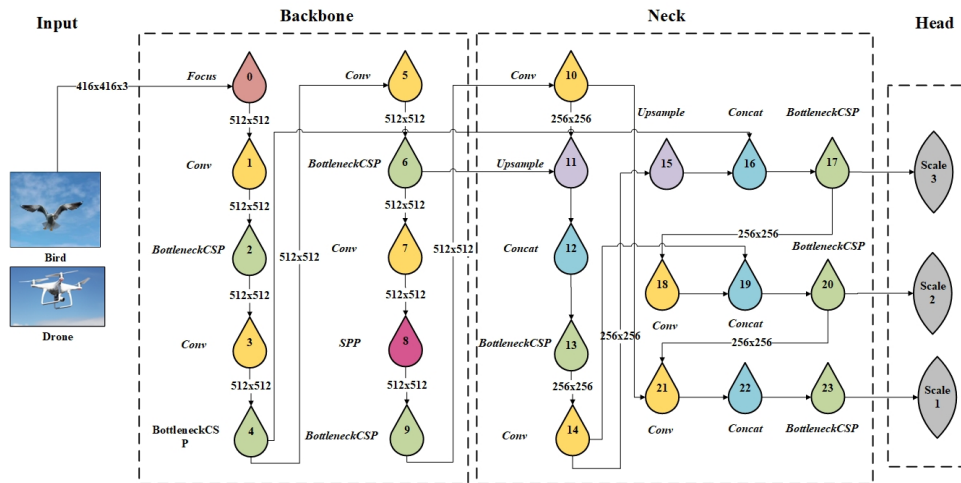 Input
Backbone
Neck
Head
416x416x3
Focus
0
512x512
Conv
1
512x512
BottleneckCSP
2
512x512
Conv
3
512x512
BottleneckCS
P
4
512x512
Conv
5
512x512
BottleneckCSP
6
512x512
Conv
7
512x512
SPP
8
512x512
BottleneckCSP
9
512x512
Conv
10
256x256
Upsample
11
Concat
12
BottleneckCSP
13
256x256
Conv
14
256x256
Upsample
15
Concat
16
BottleneckCSP
17
256x256
18
Conv
19
Concat
BottleneckCSP
20
256x256
21
Conv
22
Concat
23
BottleneckCSP
Scale
3
Scale
2
Scale
1
Bird
Drone